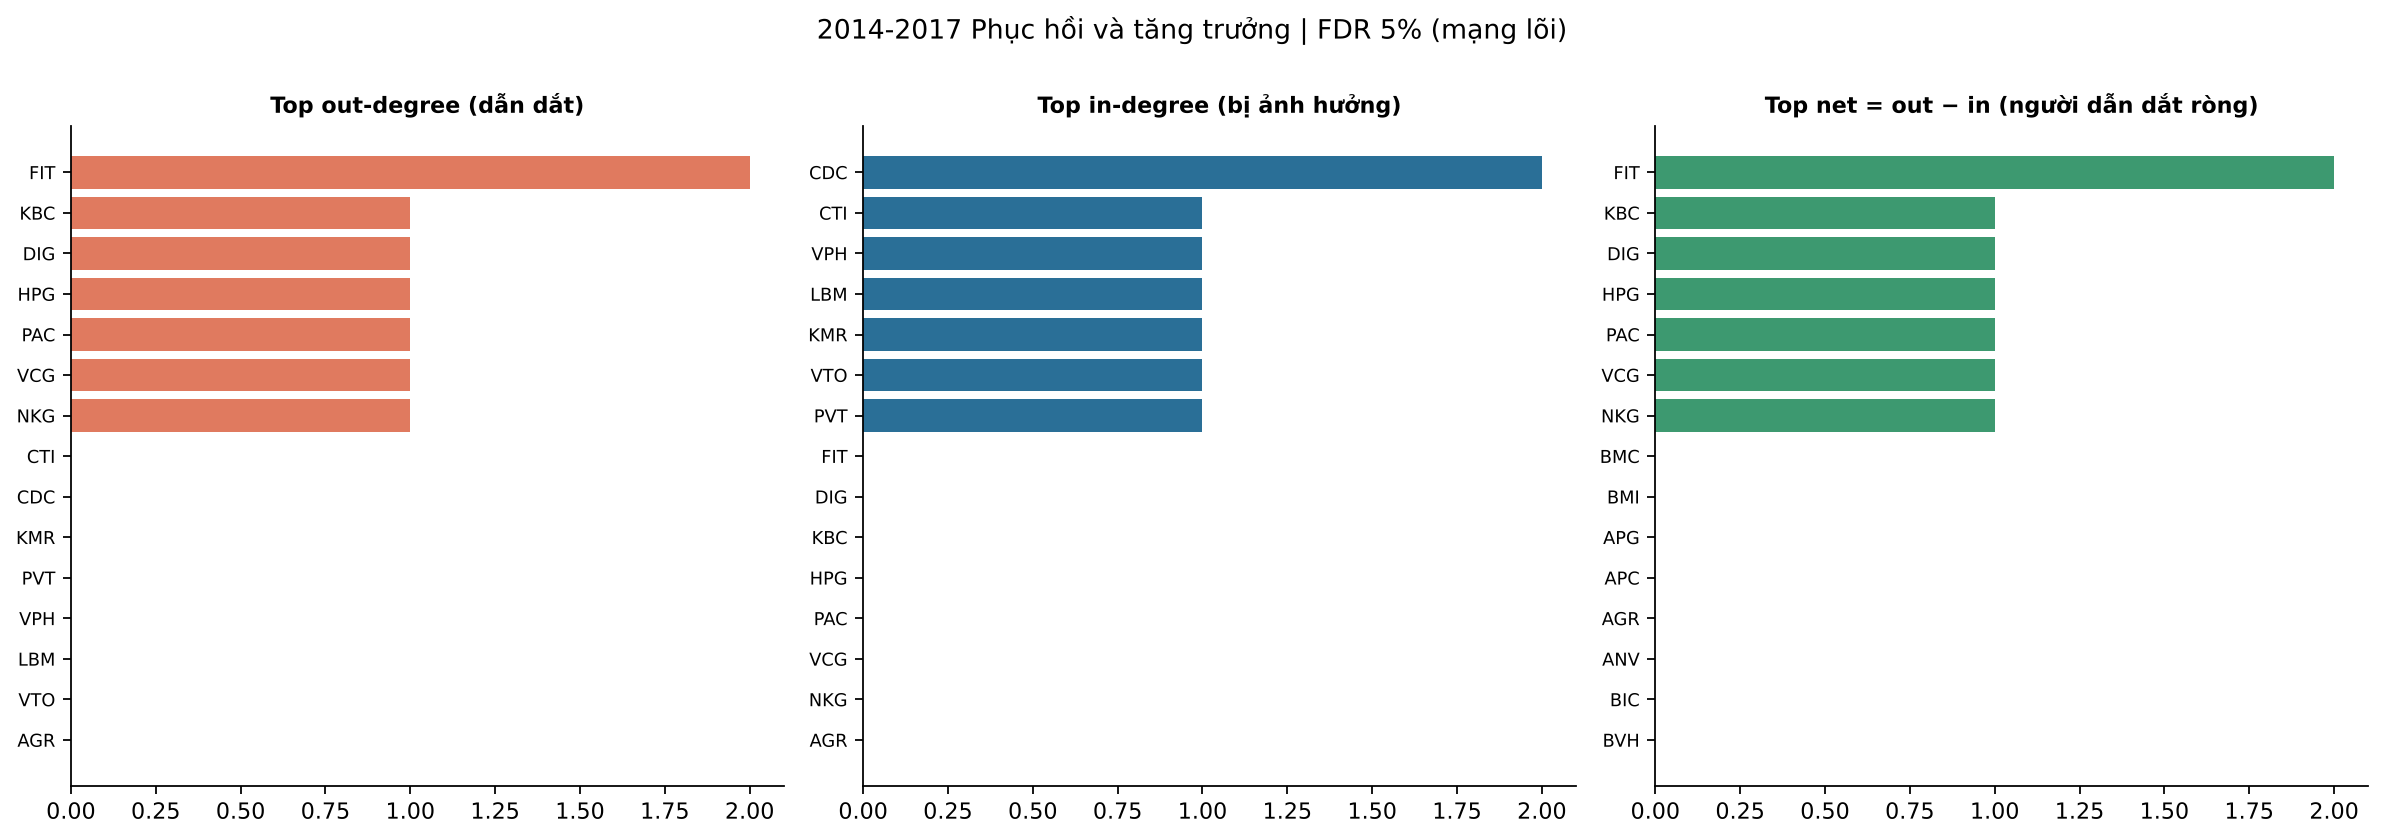 2014-2017 Phục hồi và tăng trưởng | FDR 5% (mạng lõi)
Top out-degree (dẫn dắt)
FIT
KBC
DIG
HPG
PAC
VCG
NKG
CTI
CDC
KMR
PVT
VPH
LBM
VTO
AGR
0.00 0.25 0.50 0.75 1.00 1.25 1.50 1.75 2.00
Top in-degree (bị ảnh hưởng)
CDC
CTI
VPH
LBM
KMR
VTO
PVT
FIT
DIG
KBC
HPG
PAC
VCG
NKG
AGR
0.00 0.25 0.50 0.75 1.00 1.25 1.50 1.75 2.00
Top net = out − in (người dẫn dắt ròng)
FIT
KBC
DIG
HPG
PAC
VCG
NKG
BMC
BMI
APG
APC
AGR
ANV
BIC
BVH
0.00 0.25 0.50 0.75 1.00 1.25 1.50 1.75 2.00